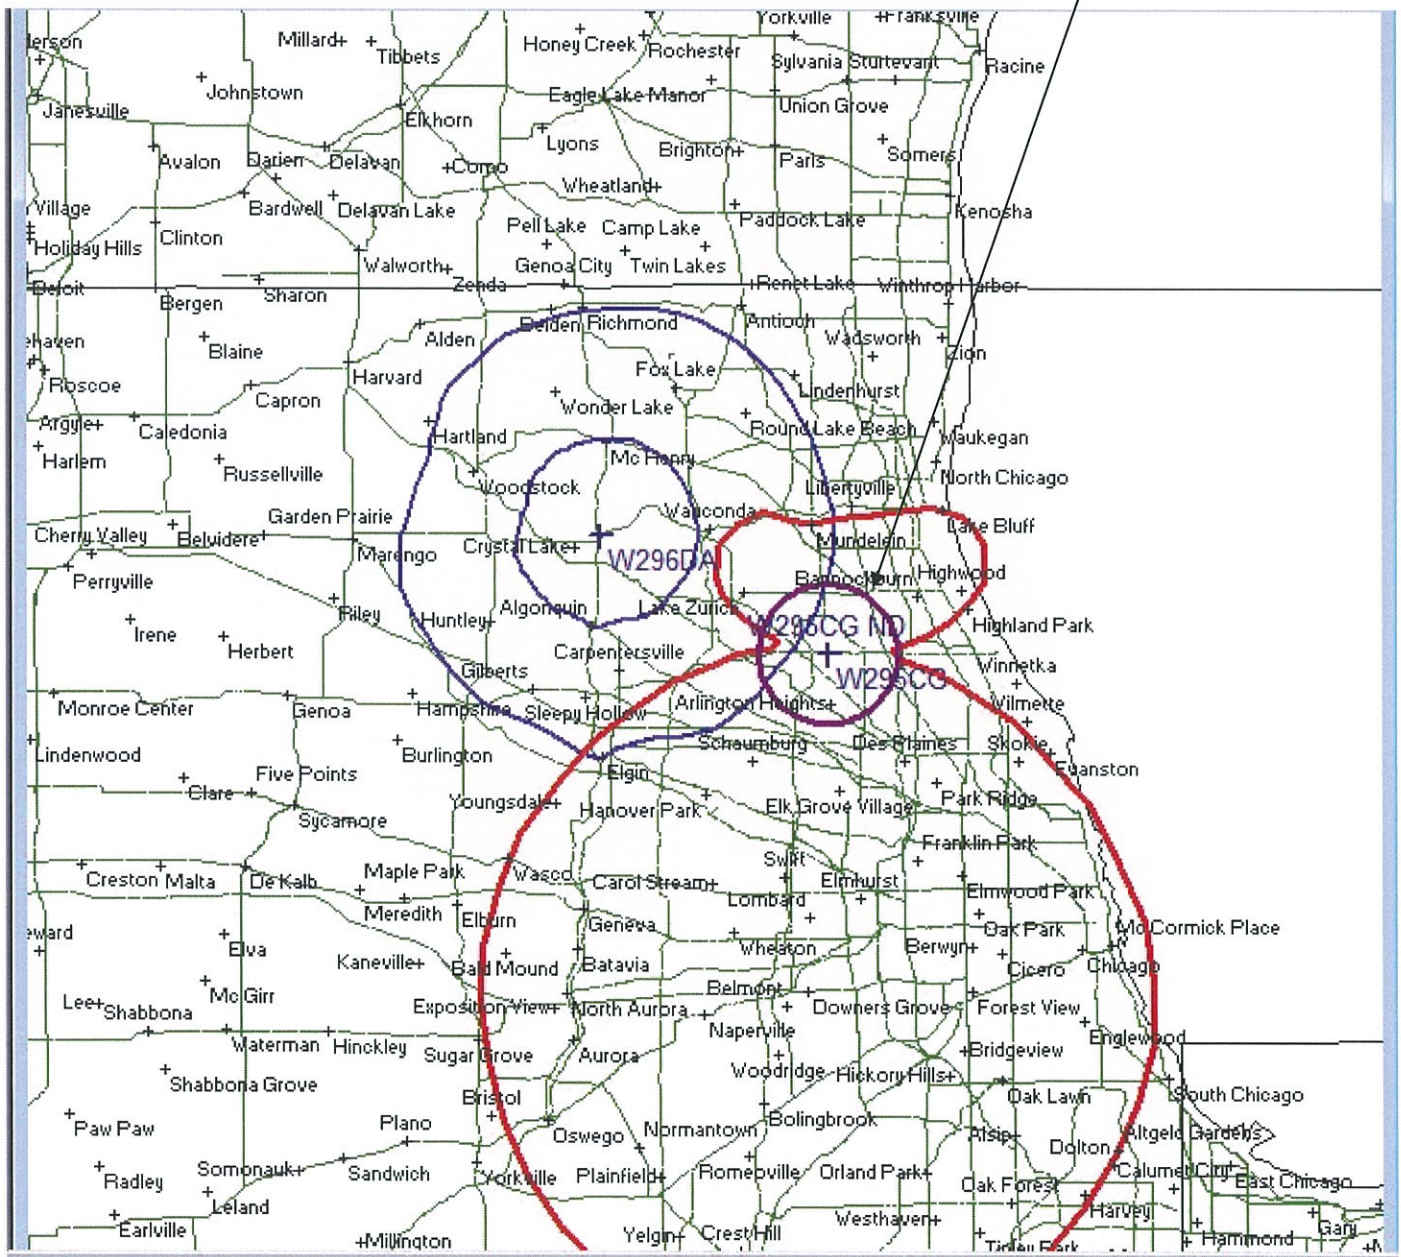 Yorkville
Franksville
Millard
Honey Creek
Rochester
erson
Tibbets
Sylvania
Sturtevant
Racine
Johnstown
Eagle Lake Manor
Union Grove
Janesville
Elkhorn
Lyons
Brighton
Paris
Somers
Avalon
Darien
Delavan
Como
Wheatland
Village
Bardwell
Delavan Lake
Paddock Lake
Kenosha
Pell Lake
Camp Lake
Holiday Hills
Clinton
Walworth
Genoa City
Twin Lakes
Zenda
Benet Lake
Winthrop Harbor
Beloit
Bergen
Sharon
Belden
Richmond
Antioch
ehaven
Blaine
Alden
Wadsworth
Zion
Roscoe
Harvard
Fox Lake
Lindenhurst
Capron
Wonder Lake
Argyle
Caledonia
Hartland
Round Lake Beach
Waukegan
Harlem
Russellville
Mc Henry
North Chicago
Woodstock
Libertyville
Garden Prairie
Wauconda
Lake Bluff
Cherry Valley
Belvidere
Marengo
Crystal Lake
W296DA
Mundelein
Perryville
Bannockburn
Highwood
Riley
Huntley
Algonquin
Lake Zurich
W295CG ND
Highland Park
Irene
Herbert
Carpentersville
Winnetka
Gilberts
W295CG
Monroe Center
Genoa
Hampshire
Sleepy Hollow
Arlington Heights
Wilmette
Lindenwood
Burlington
Schaumburg
Des Plaines
Skokie
Five Points
Elgin
Evanston
Clare
Youngsdale
Hanover Park
Elk Grove Village
Park Ridge
Sycamore
Franklin Park
Creston
Malta
De Kalb
Maple Park
Wasco
Carol Stream
Swift
Elmhurst
Elmwood Park
Meredith
Elburn
Geneva
Lombard
Oak Park
Mc Cormick Place
eward
Elva
Kaneville
Bald Mound
Batavia
Wheaton
Berwyn
Cicero
Chicago
Lee
Shabbona
Mc Girr
Exposition View
North Aurora
Belmont
Downers Grove
Forest View
Naperville
Waterman
Hinckley
Sugar Grove
Aurora
Bridgeview
Englewood
Shabbona Grove
Woodridge
Hickory Hills
Bristol
Oak Lawn
South Chicago
Paw Paw
Plano
Oswego
Normantown
Bolingbrook
Alsip
Dolton
Altgeld Gardens
Radley
Somonauk
Sandwich
Yorkville
Plainfield
Romeoville
Orland Park
Oak Forest
Calumet City
East Chicago
Leland
Harvey
Earlville
Millington
Yelgin
Crest Hill
Westhaven
Tinley Park
Hammond
Gary